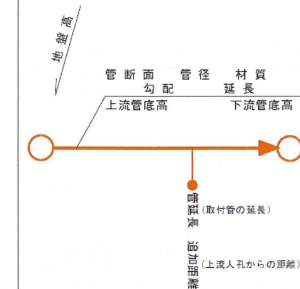 地盤高
管断面 管径 材質
勾配 延長
上流管底高 下流管底高
管延長 (取付管の延長)
追加距離 (上流人孔からの距離)